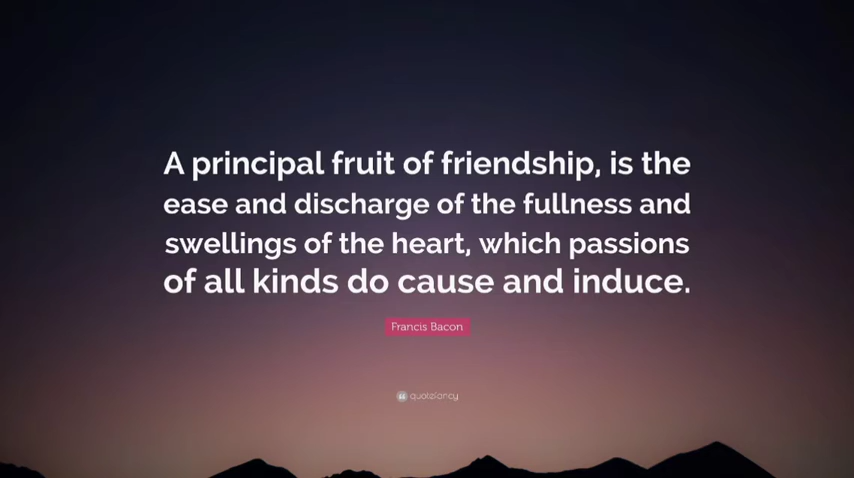 A principal fruit of friendship, is the
ease and discharge of the fullness and
swellings of the heart, which passions
of all kinds do cause and induce.
Francis Bacon
quotefancy